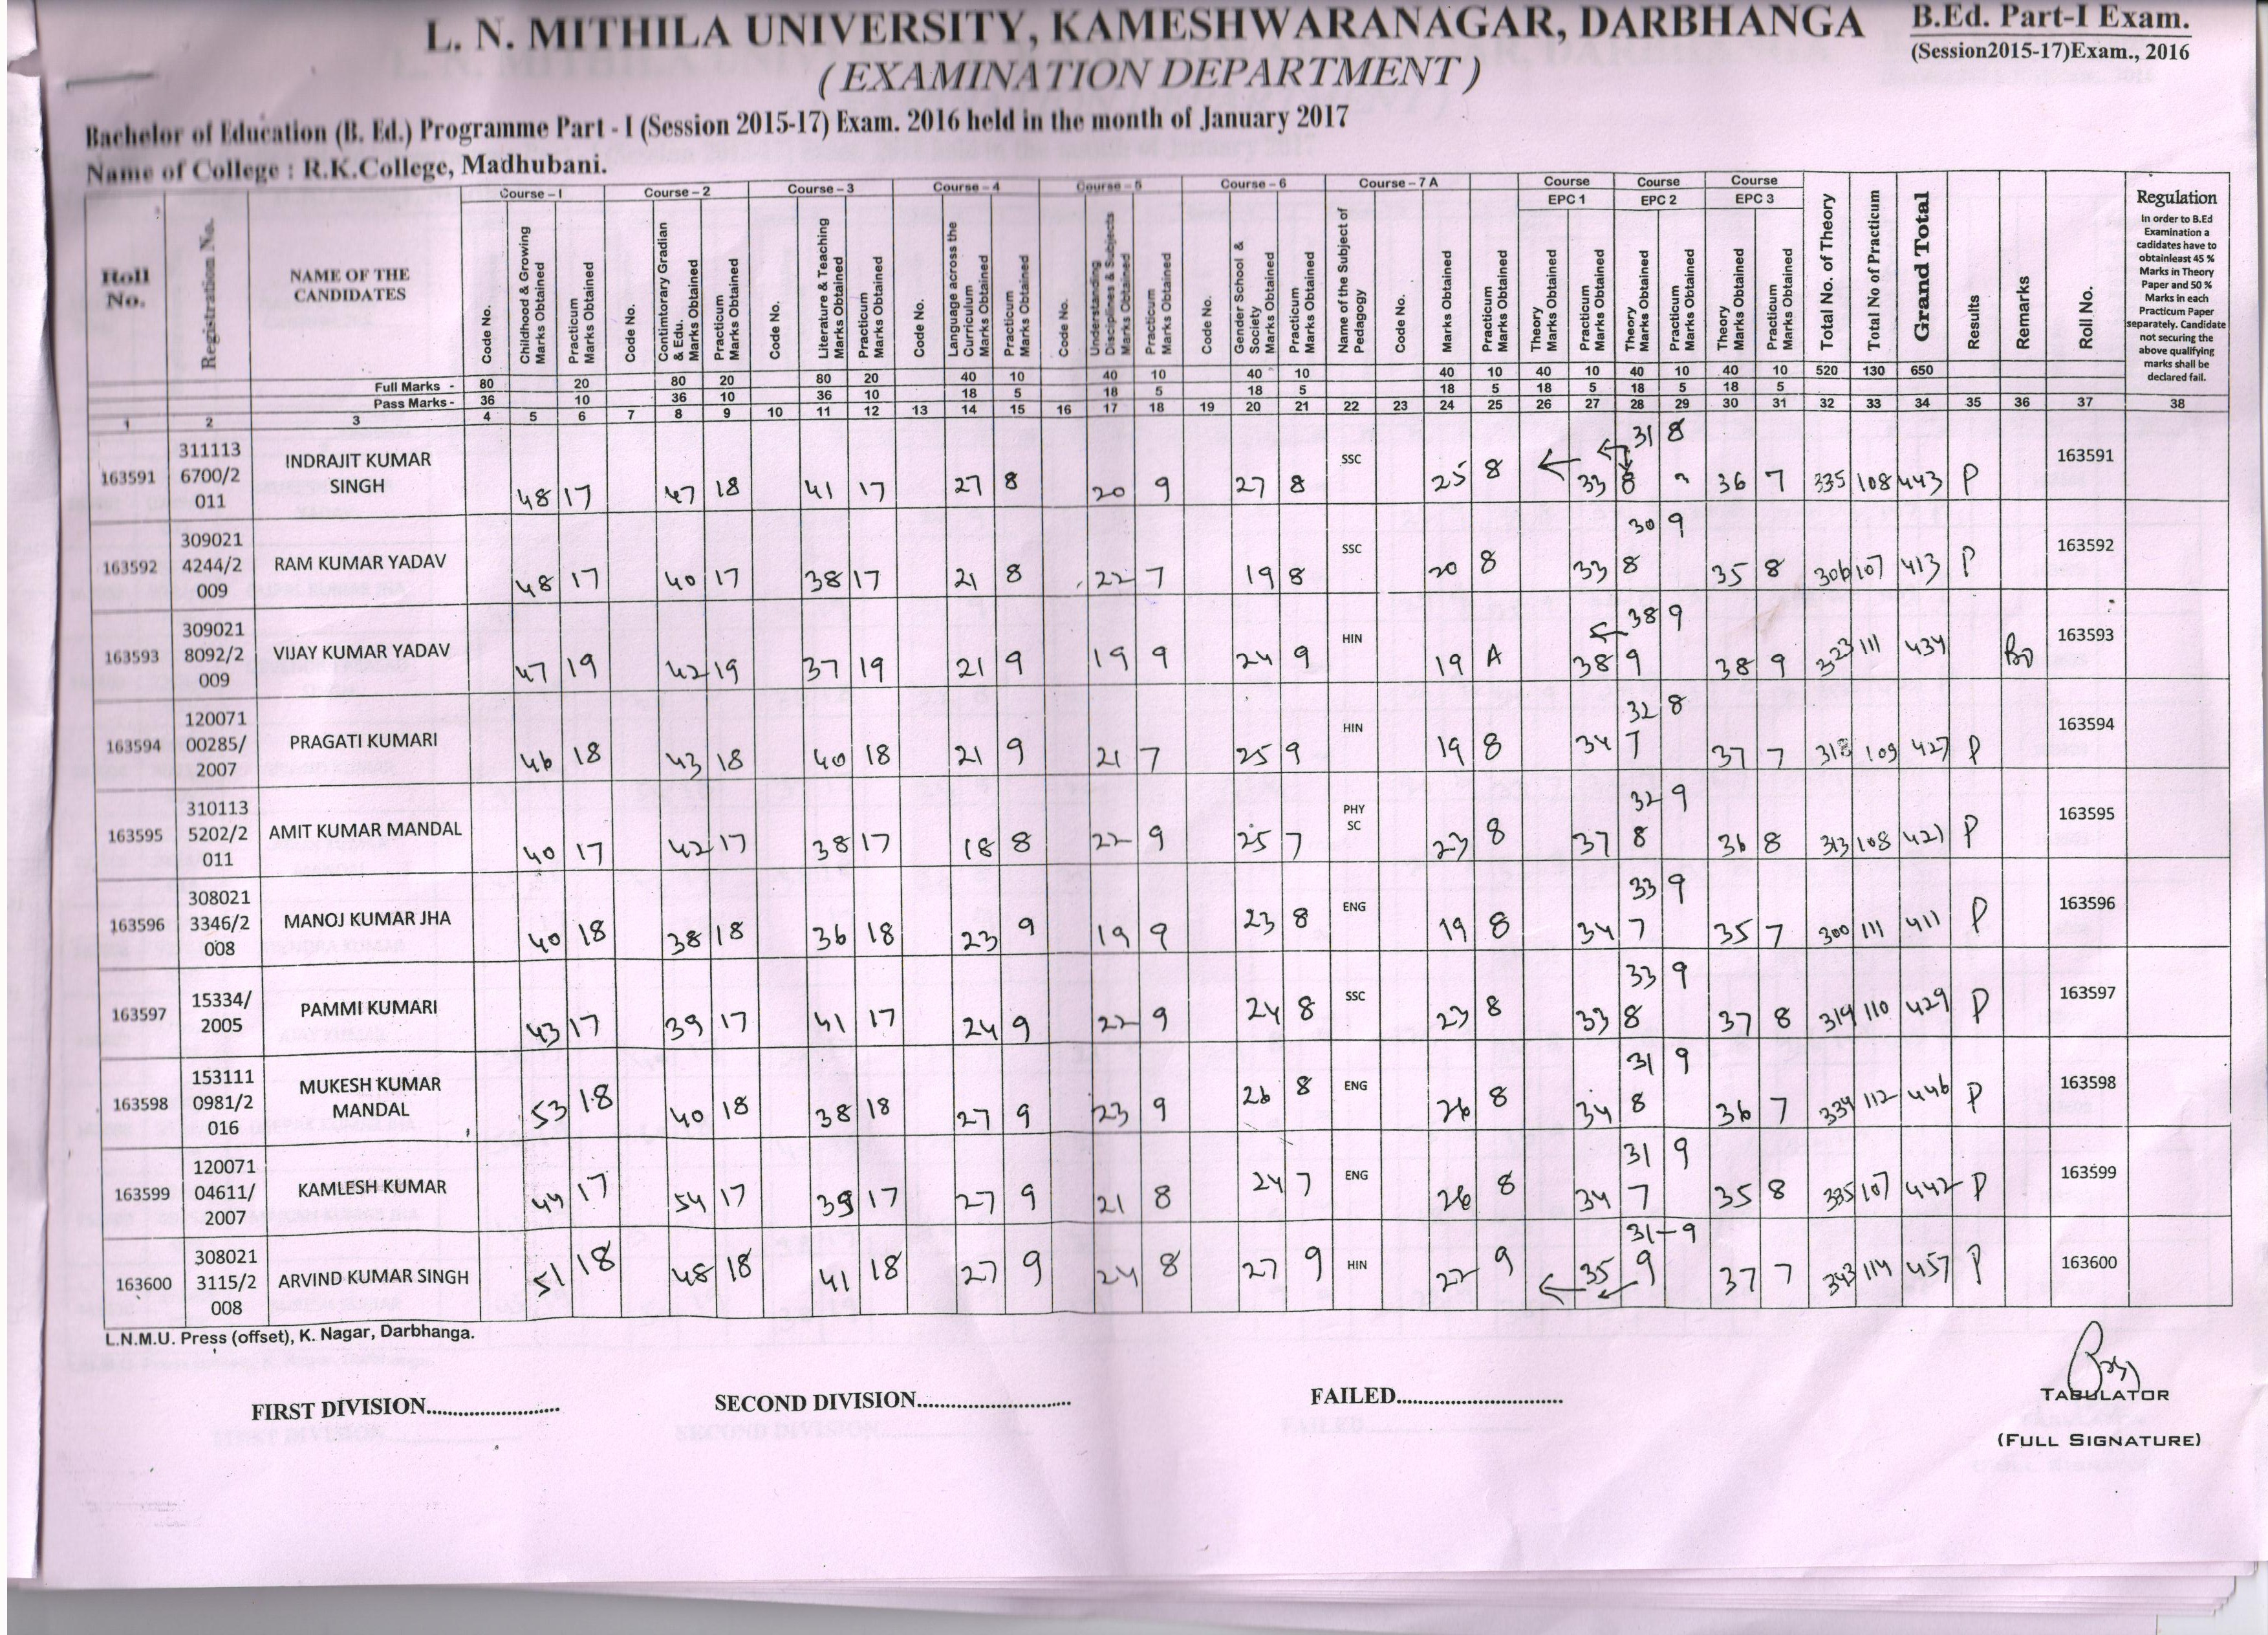 L. N. MITHILA UNIVERSITY, KAMESHWARANAGAR, DARBHANGA
B.Ed. Part-I Exam.
(Session2015-17)Exam., 2016
( EXAMINATION DEPARTMENT )
Bachelor of Education (B. Ed.) Programme Part - I (Session 2015-17) Exam. 2016 held in the month of January 2017
Name of College : R.K.College, Madhubani.
Course – 1 Course – 2 Course – 3 Course – 4 Course – 5 Course – 6 Course – 7 A Course EPC 1 Course EPC 2 Course EPC 3
Roll No.
Registration No.
NAME OF THE CANDIDATES
Code No.
Childhood & Growing Marks Obtained
Practicum Marks Obtained
Code No.
Contimtorary Gradian & Edu. Marks Obtained
Practicum Marks Obtained
Code No.
Literature & Teaching Marks Obtained
Practicum Marks Obtained
Code No.
Language across the Curriculum Marks Obtained
Practicum Marks Obtained
Code No.
Understanding Disciplines & Subjects Marks Obtained
Practicum Marks Obtained
Code No.
Gender School & Society Marks Obtained
Practicum Marks Obtained
Name of the Subject of Pedagogy
Code No.
Marks Obtained
Practicum Marks Obtained
Theory Marks Obtained
Practicum Marks Obtained
Theory Marks Obtained
Practicum Marks Obtained
Theory Marks Obtained
Practicum Marks Obtained
Total No. of Theory
Total No of Practicum
Grand Total
Results
Remarks
Roll No.
Regulation
In order to B.Ed
Examination a
cadidates have to
obtainleast 45 %
Marks in Theory
Paper and 50 %
Marks in each
Practicum Paper
separately. Candidate
not securing the
above qualifying
marks shall be
declared fail.
Full Marks - 80 20 80 20 80 20 40 10 40 10 40 10 40 10 40 10 40 10 40 10 520 130 650
Pass Marks - 36 10 36 10 36 10 18 5 18 5 18 5 18 5 18 5 18 5 18 5
1 2 3 4 5 6 7 8 9 10 11 12 13 14 15 16 17 18 19 20 21 22 23 24 25 26 27 28 29 30 31 32 33 34 35 36 37 38
31 8
163591 3111136700/2011 INDRAJIT KUMAR SINGH 48 17 47 18 41 17 27 8 20 9 27 8 SSC 25 8 33 8 36 7 335 108 443 P 163591
30 9
163592 3090214244/2009 RAM KUMAR YADAV 48 17 40 17 38 17 21 8 22 7 19 8 SSC 20 8 33 8 35 8 306 107 413 P 163592
38 9
163593 3090218092/2009 VIJAY KUMAR YADAV 47 19 42 19 37 19 21 9 19 9 24 9 HIN 19 A 38 9 38 9 323 111 434 163593
32 8
163594 12007100285/2007 PRAGATI KUMARI 46 18 43 18 40 18 21 9 21 7 25 9 HIN 19 8 34 7 37 7 318 109 427 P 163594
32 9
163595 3101135202/2011 AMIT KUMAR MANDAL 40 17 42 17 38 17 18 8 22 9 25 7 PHY SC 23 8 37 8 36 8 313 108 421 P 163595
33 9
163596 3080213346/2008 MANOJ KUMAR JHA 40 18 38 18 36 18 23 9 19 9 23 8 ENG 19 8 34 7 35 7 300 111 411 P 163596
33 9
163597 15334/2005 PAMMI KUMARI 43 17 39 17 41 17 24 9 22 9 24 8 SSC 23 8 33 8 37 8 319 110 429 P 163597
31 9
163598 1531110981/2016 MUKESH KUMAR MANDAL 53 18 40 18 38 18 27 9 23 9 26 8 ENG 26 8 34 8 36 7 334 112 446 P 163598
31 9
163599 12007104611/2007 KAMLESH KUMAR 44 17 54 17 39 17 27 9 21 8 24 7 ENG 26 8 34 7 35 8 335 107 442 P 163599
31-9
163600 3080213115/2008 ARVIND KUMAR SINGH 51 18 48 18 41 18 27 9 24 8 27 9 HIN 22 9 35 9 37 7 343 114 457 P 163600
L.N.M.U. Press (offset), K. Nagar, Darbhanga.
FIRST DIVISION........................
SECOND DIVISION...........................
FAILED.............................
TABULATOR
(FULL SIGNATURE)